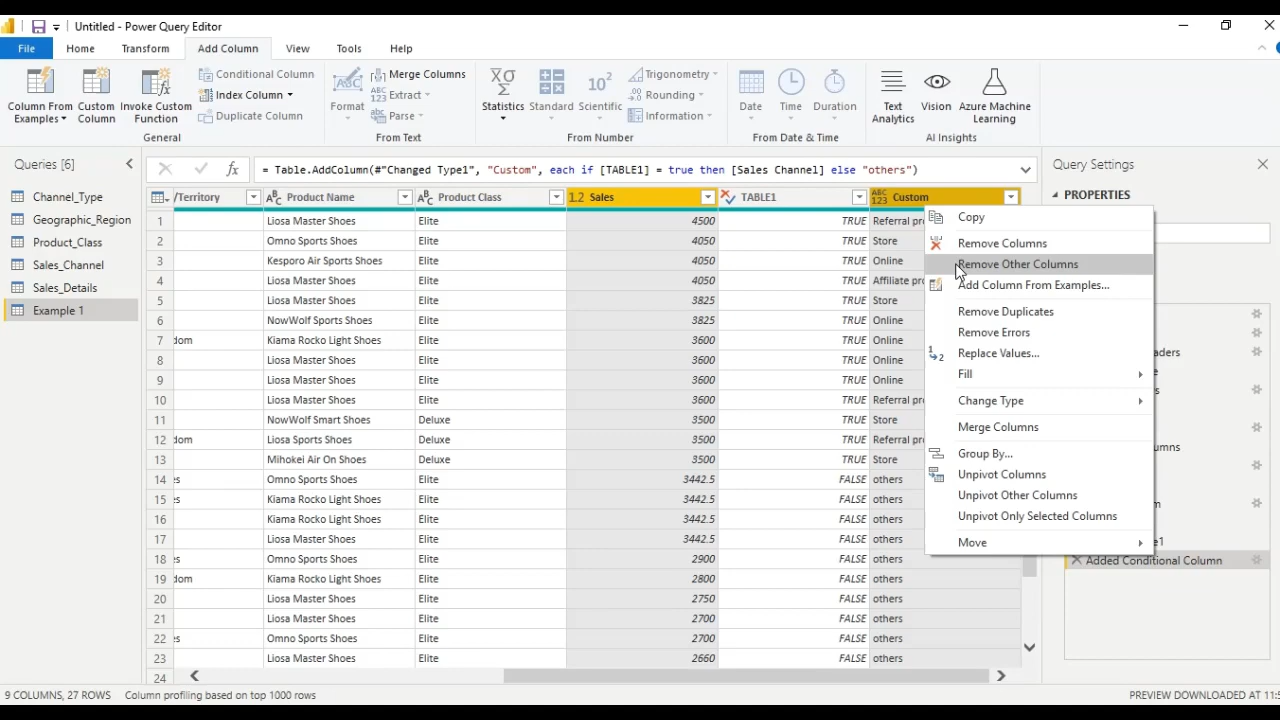 Untitled - Power Query Editor
File Home Transform Add Column View Tools Help
Column From Examples
Custom Column
Invoke Custom Function
Conditional Column
Index Column
Duplicate Column
General
Format
Merge Columns
Extract
Parse
From Text
Statistics
Standard
Scientific
Trigonometry
Rounding
Information
From Number
Date
Time
Duration
From Date & Time
Text Analytics
Vision
Azure Machine Learning
AI Insights
Queries [6]
Channel_Type
Geographic_Region
Product_Class
Sales_Channel
Sales_Details
Example 1
= Table.AddColumn(#"Changed Type1", "Custom", each if [TABLE1] = true then [Sales Channel] else "others")
/Territory Product Name Product Class 1.2 Sales TABLE1 ABC 123 Custom
1 Liosa Master Shoes Elite 4500 TRUE Referral pr
2 Omno Sports Shoes Elite 4050 TRUE Store
3 Kesporo Air Sports Shoes Elite 4050 TRUE Online
4 Liosa Master Shoes Elite 4050 TRUE Affiliate pr
5 Liosa Master Shoes Elite 3825 TRUE Store
6 NowWolf Sports Shoes Elite 3825 TRUE Online
7 dom Kiama Rocko Light Shoes Elite 3600 TRUE Online
8 Liosa Master Shoes Elite 3600 TRUE Online
9 Liosa Master Shoes Elite 3600 TRUE Online
10 Liosa Master Shoes Elite 3600 TRUE Referral pr
11 NowWolf Smart Shoes Deluxe 3500 TRUE Store
12 dom Liosa Sports Shoes Deluxe 3500 TRUE Referral pr
13 Mihokei Air On Shoes Deluxe 3500 TRUE Store
14 Omno Sports Shoes Elite 3442.5 FALSE others
15 Kiama Rocko Light Shoes Elite 3442.5 FALSE others
16 Kiama Rocko Light Shoes Elite 3442.5 FALSE others
17 Liosa Master Shoes Elite 3442.5 FALSE others
18 Omno Sports Shoes Elite 2900 FALSE others
19 dom Kiama Rocko Light Shoes Elite 2800 FALSE others
20 Liosa Master Shoes Elite 2750 FALSE others
21 Liosa Master Shoes Elite 2700 FALSE others
22 Omno Sports Shoes Elite 2700 FALSE others
23 Liosa Master Shoes Elite 2660 FALSE others
24
Copy
Remove Columns
Remove Other Columns
Add Column From Examples...
Remove Duplicates
Remove Errors
Replace Values...
Fill
Change Type
Merge Columns
Group By...
Unpivot Columns
Unpivot Other Columns
Unpivot Only Selected Columns
Move
Query Settings
PROPERTIES
Added Conditional Column
9 COLUMNS, 27 ROWS Column profiling based on top 1000 rows
PREVIEW DOWNLOADED AT 11:5